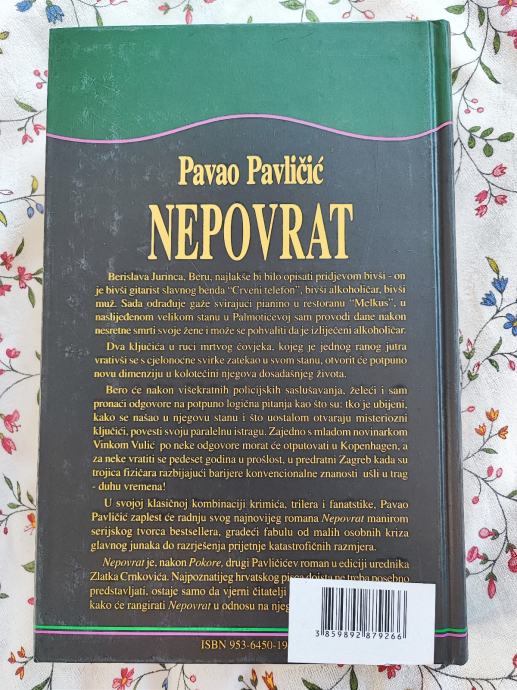 Pavao Pavličić
NEPOVRAT
Berislava Jurinca, Beru, najlakše bi bilo opisati pridjevom bivši - on
je bivši gitarist slavnog benda "Crveni telefon", bivši alkoholičar, bivši
muž. Sada odrađuje gaže svirajući pianino u restoranu "Melkus", u
naslijeđenom velikom stanu u Palmotićevoj sam provodi dane nakon
nesretne smrti svoje žene i može se pohvaliti da je izliječeni alkoholičar.
Dva ključića u ruci mrtvog čovjeka, kojeg je jednog ranog jutra
vrativši se s cjelonoćne svirke zatekao u svom stanu, otvorit će potpuno
novu dimenziju u kolotečini njegova dosadašnjeg života.
Bero će nakon višekratnih policijskih saslušavanja, želeći i sam
pronaći odgovore na potpuno logična pitanja kao što su: tko je ubijeni,
kako se našao u njegovu stanu i što uostalom otvaraju misteriozni
ključići, povesti svoju paralelnu istragu. Zajedno s mladom novinarkom
Vinkom Vulić po neke odgovore morat će otputovati u Kopenhagen, a
za neke vratiti se pedeset godina u prošlost, u predratni Zagreb kada su
trojica fizičara razbijajući barijere konvencionalne znanosti ušli u trag
- duhu vremena!
U svojoj klasičnoj kombinaciji krimića, trilera i fanatstike, Pavao
Pavličić zaplest će radnju svog najnovijeg romana Nepovrat manirom
serijskog tvorca bestsellera, gradeći fabulu od malih osobnih kriza
glavnog junaka do razrješenja prijetnje katastrofičnih razmjera.
Nepovrat je, nakon Pokore, drugi Pavličićev roman u ediciji urednika
Zlatka Crnkovića. Najpoznatijeg hrvatskog pisca doista ne treba posebno
predstavljati, ostaje samo da vjerni čitatelji
kako će rangirati Nepovrat u odnosu na njeg
ISBN 953-6450-19
3 859892 879266